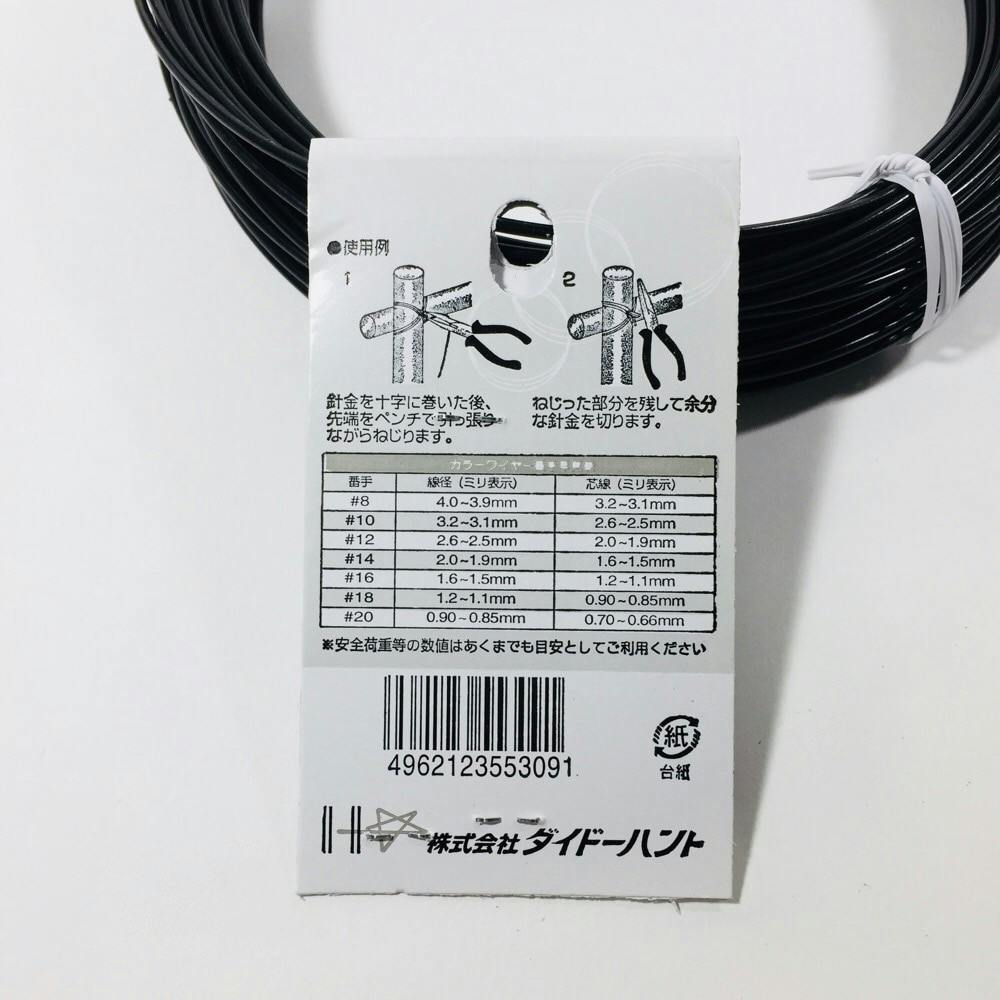 ●使用例
1
2
針金を十字に巻いた後、
先端をペンチで引っ張り
ながらねじります。
ねじった部分を残して余分
な針金を切ります。
カラーワイヤー
番手 線径（ミリ表示） 芯線（ミリ表示）
#8 4.0~3.9mm 3.2~3.1mm
#10 3.2~3.1mm 2.6~2.5mm
#12 2.6~2.5mm 2.0~1.9mm
#14 2.0~1.9mm 1.6~1.5mm
#16 1.6~1.5mm 1.2~1.1mm
#18 1.2~1.1mm 0.90~0.85mm
#20 0.90~0.85mm 0.70~0.66mm
※安全荷重等の数値はあくまでも目安としてご利用ください
4962123553091
紙
台紙
株式会社 ダイドーハント